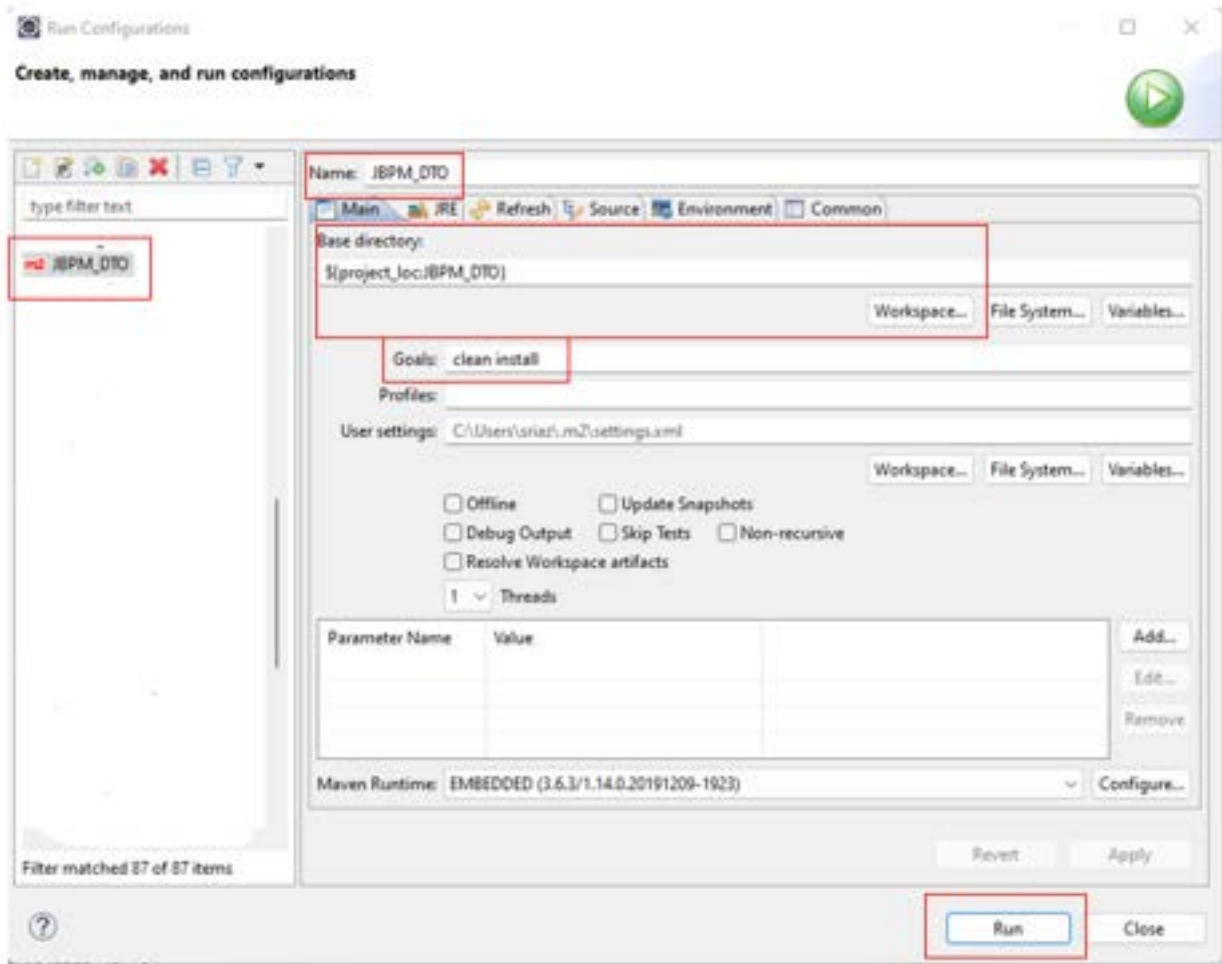 Run Configurations
Create, manage, and run configurations
type filter text
m2 JBPM_DTO
Filter matched 87 of 87 items
Name: JBPM_DTO
Main JRE Refresh Source Environment Common
Base directory:
${project_loc:JBPM_DTO}
Workspace... File System... Variables...
Goals: clean install
Profiles:
User settings: C:\Users\sriaz\.m2\settings.xml
Workspace... File System... Variables...
Offline Update Snapshots
Debug Output Skip Tests Non-recursive
Resolve Workspace artifacts
1 Threads
Parameter Name Value
Add...
Edit...
Remove
Maven Runtime: EMBEDDED (3.6.3/1.14.0.20191209-1923) Configure...
Revert Apply
? Run Close